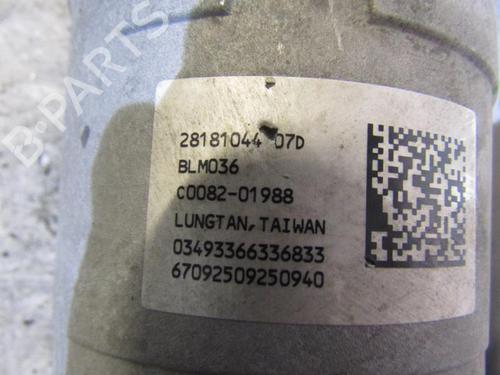 B-PARTS
28181044 07D
BLM036
C0082-01988
LUNGTAN, TAIWAN
03493366336833
67092509250940